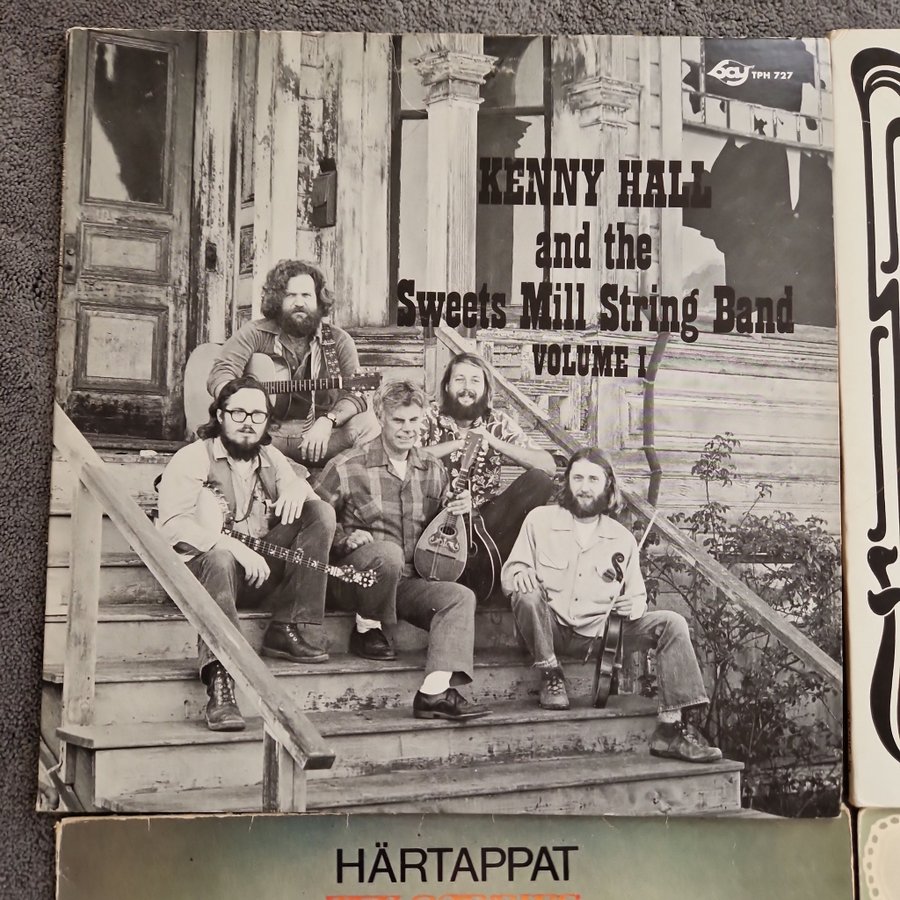 Bay TPH 727
KENNY HALL
and the
Sweets Mill String Band
VOLUME 1
HÄRTAPPAT